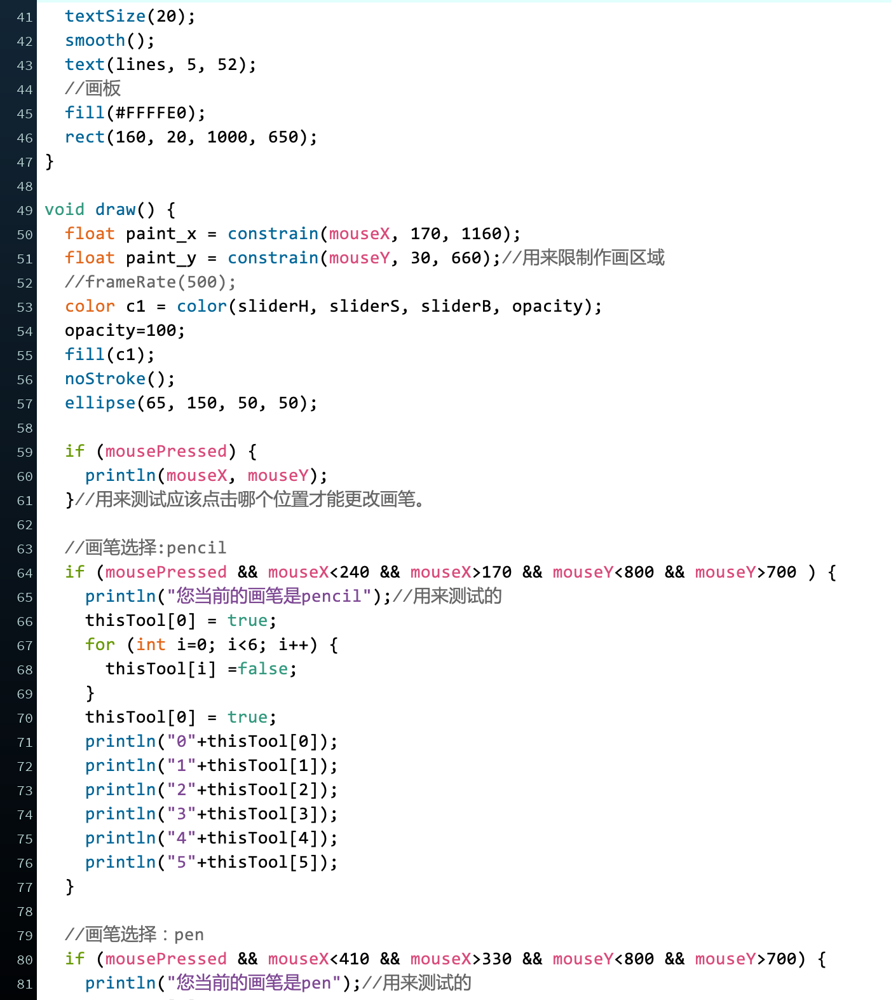 41 textSize(20);
42 smooth();
43 text(lines, 5, 52);
44 //画板
45 fill(#FFFFE0);
46 rect(160, 20, 1000, 650);
47 }
48
49 void draw() {
50 float paint_x = constrain(mouseX, 170, 1160);
51 float paint_y = constrain(mouseY, 30, 660);//用来限制作画区域
52 //frameRate(500);
53 color c1 = color(sliderH, sliderS, sliderB, opacity);
54 opacity=100;
55 fill(c1);
56 noStroke();
57 ellipse(65, 150, 50, 50);
58
59 if (mousePressed) {
60 println(mouseX, mouseY);
61 }//用来测试应该点击哪个位置才能更改画笔。
62
63 //画笔选择:pencil
64 if (mousePressed && mouseX<240 && mouseX>170 && mouseY<800 && mouseY>700 ) {
65 println("您当前的画笔是pencil");//用来测试的
66 thisTool[0] = true;
67 for (int i=0; i<6; i++) {
68 thisTool[i] =false;
69 }
70 thisTool[0] = true;
71 println("0"+thisTool[0]);
72 println("1"+thisTool[1]);
73 println("2"+thisTool[2]);
74 println("3"+thisTool[3]);
75 println("4"+thisTool[4]);
76 println("5"+thisTool[5]);
77 }
78
79 //画笔选择：pen
80 if (mousePressed && mouseX<410 && mouseX>330 && mouseY<800 && mouseY>700) {
81 println("您当前的画笔是pen");//用来测试的